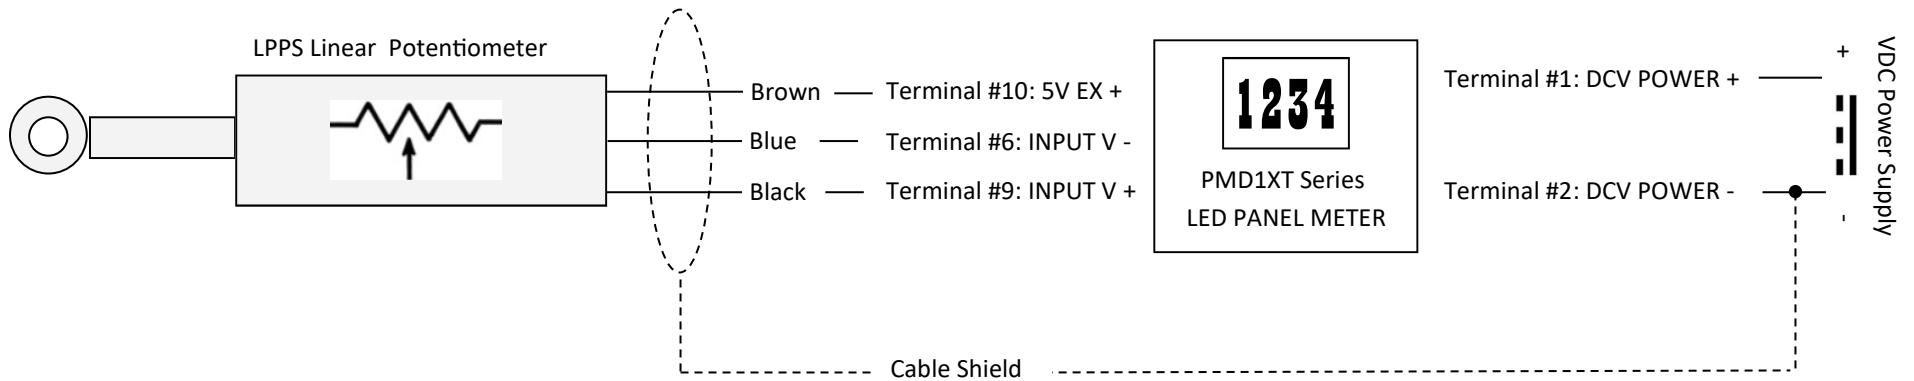 LPPS Linear Potentiometer
Brown
Terminal #10: 5V EX +
Blue
Terminal #6: INPUT V -
Black
Terminal #9: INPUT V +
1234
PMD1XT Series
LED PANEL METER
Terminal #1: DCV POWER +
Terminal #2: DCV POWER -
+
-
VDC Power Supply
Cable Shield